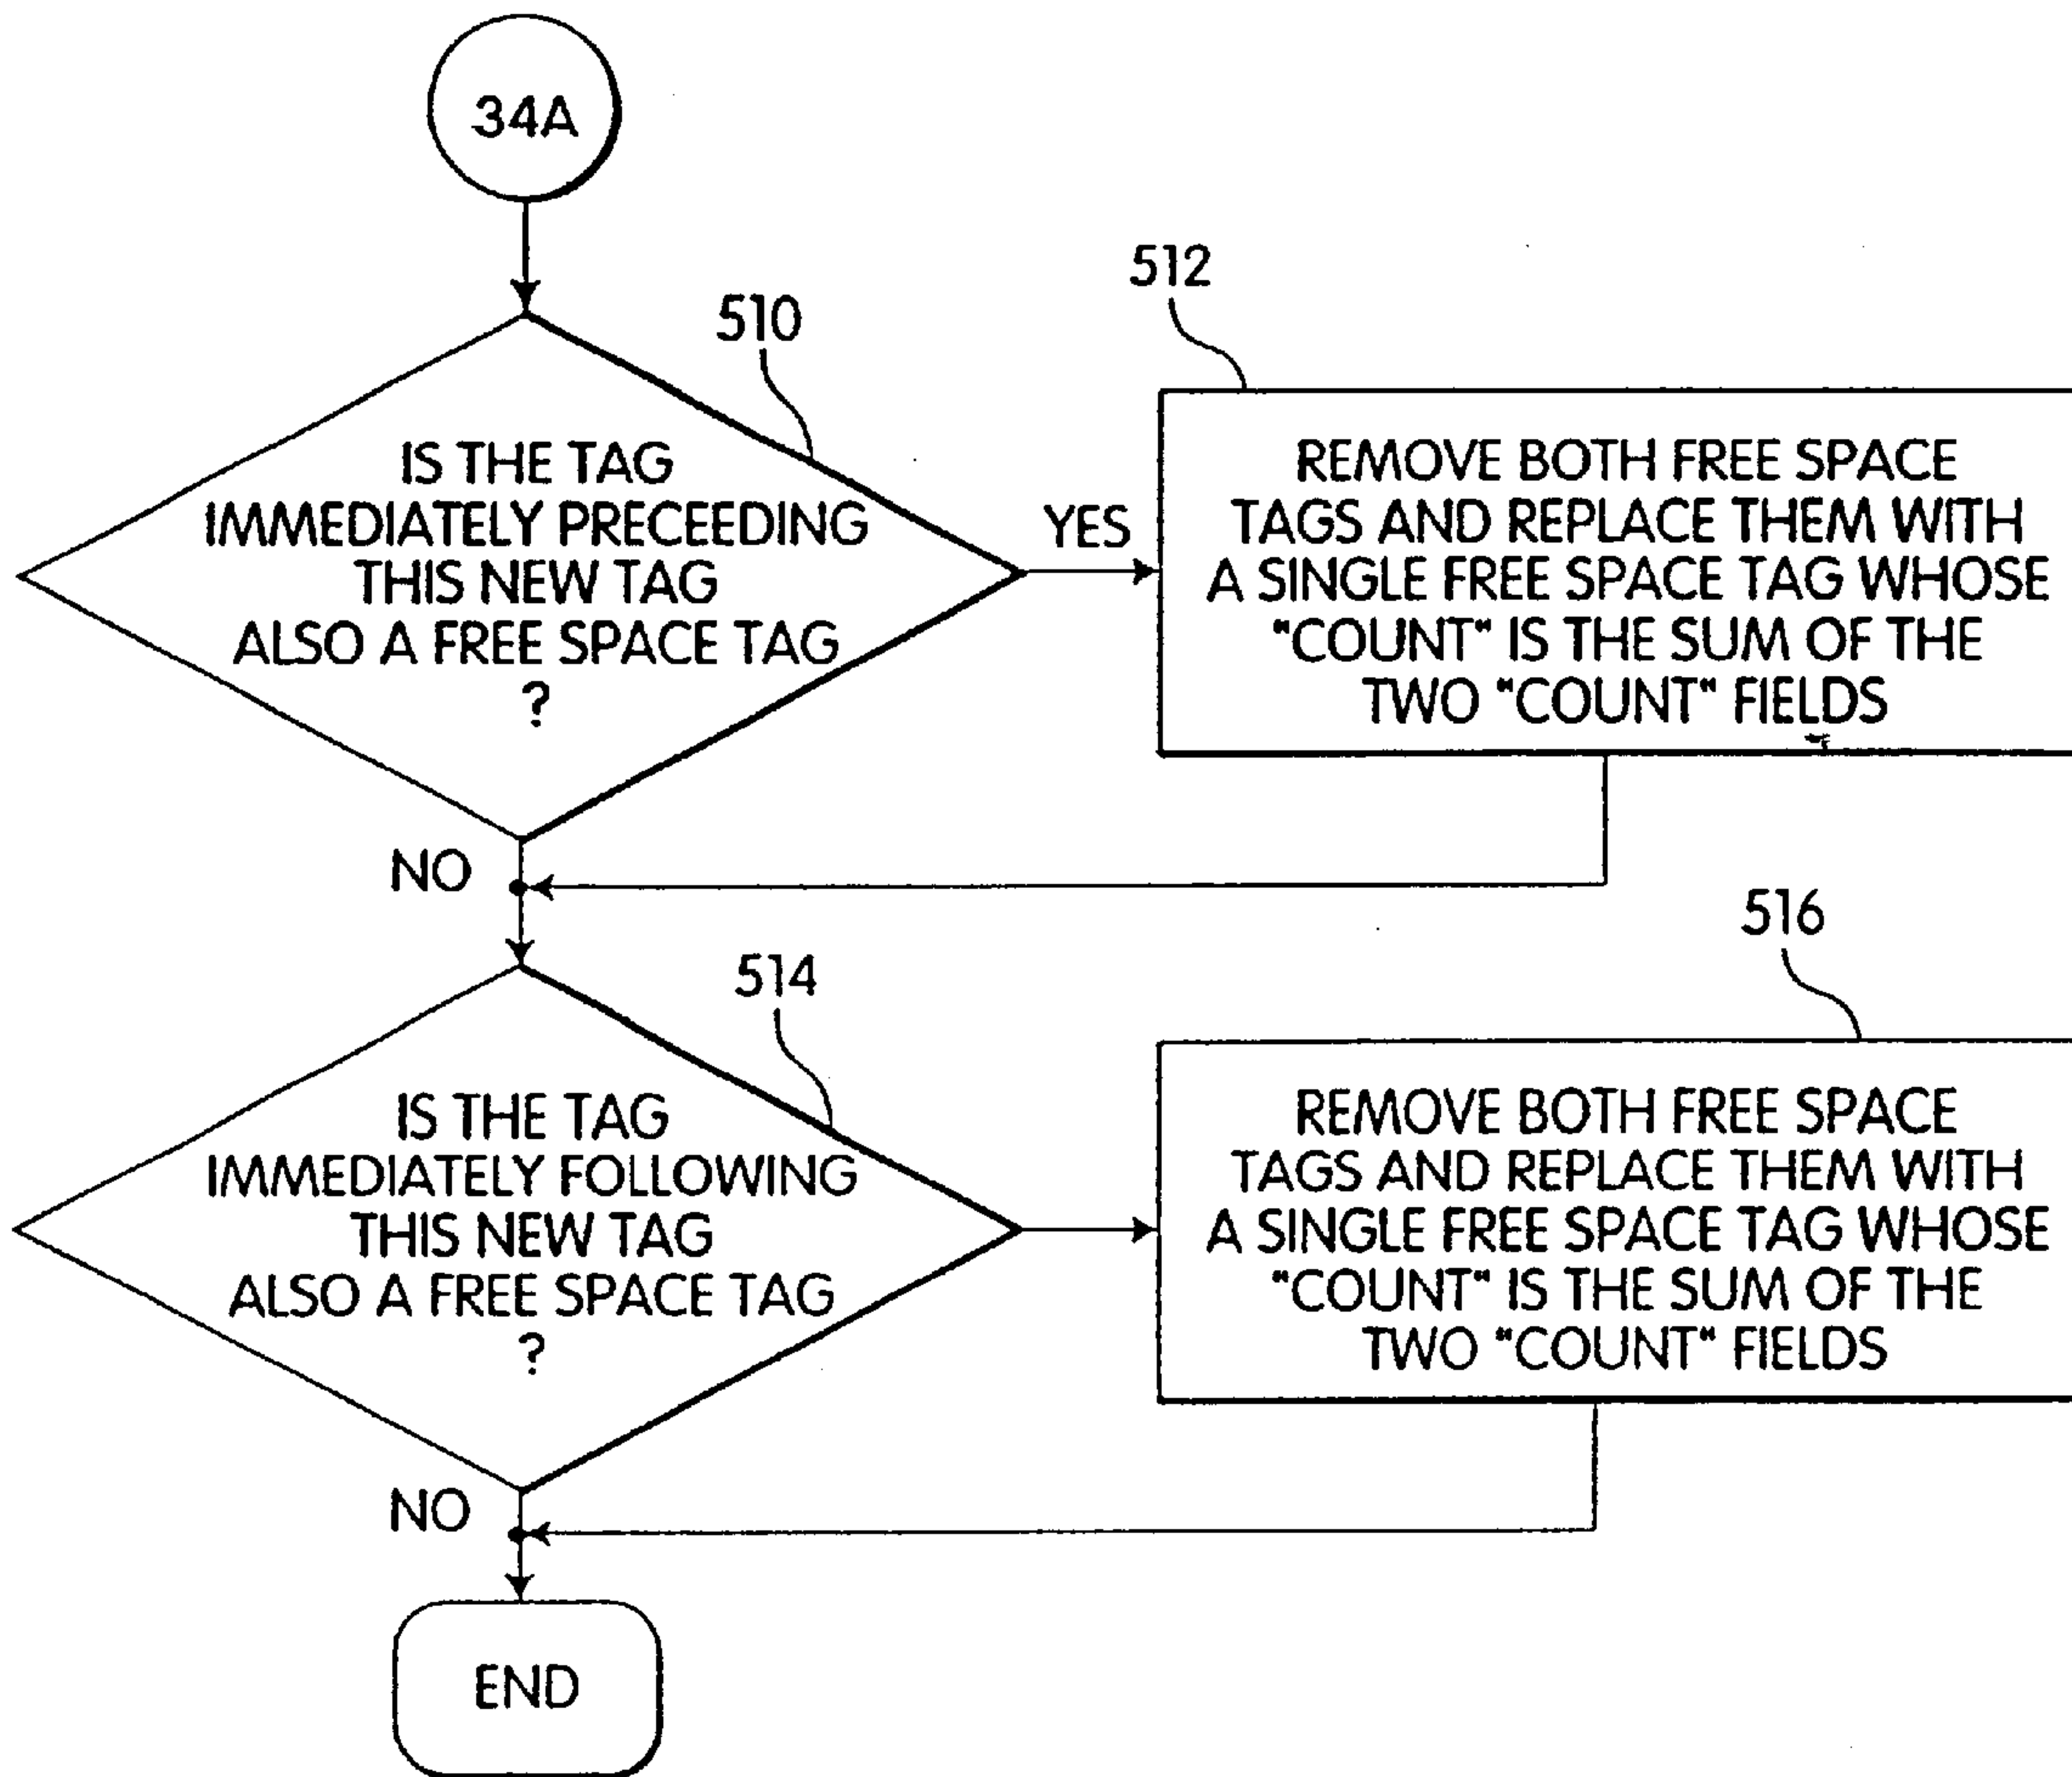 34A
510
IS THE TAG
IMMEDIATELY PRECEEDING
THIS NEW TAG
ALSO A FREE SPACE TAG
?
YES
512
REMOVE BOTH FREE SPACE
TAGS AND REPLACE THEM WITH
A SINGLE FREE SPACE TAG WHOSE
"COUNT" IS THE SUM OF THE
TWO "COUNT" FIELDS
NO
514
IS THE TAG
IMMEDIATELY FOLLOWING
THIS NEW TAG
ALSO A FREE SPACE TAG
?
516
REMOVE BOTH FREE SPACE
TAGS AND REPLACE THEM WITH
A SINGLE FREE SPACE TAG WHOSE
"COUNT" IS THE SUM OF THE
TWO "COUNT" FIELDS
NO
END